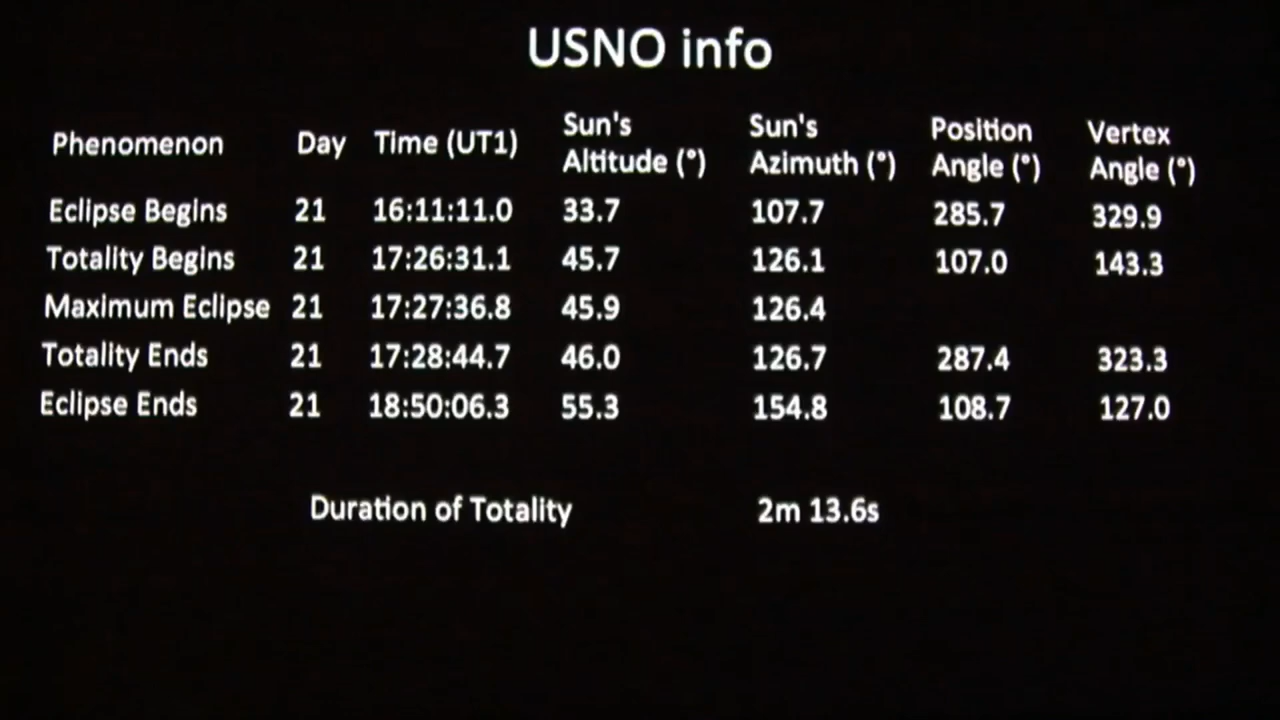 USNO info
Phenomenon Day Time (UT1) Sun's Altitude (°) Sun's Azimuth (°) Position Angle (°) Vertex Angle (°)
Eclipse Begins 21 16:11:11.0 33.7 107.7 285.7 329.9
Totality Begins 21 17:26:31.1 45.7 126.1 107.0 143.3
Maximum Eclipse 21 17:27:36.8 45.9 126.4
Totality Ends 21 17:28:44.7 46.0 126.7 287.4 323.3
Eclipse Ends 21 18:50:06.3 55.3 154.8 108.7 127.0
Duration of Totality 2m 13.6s